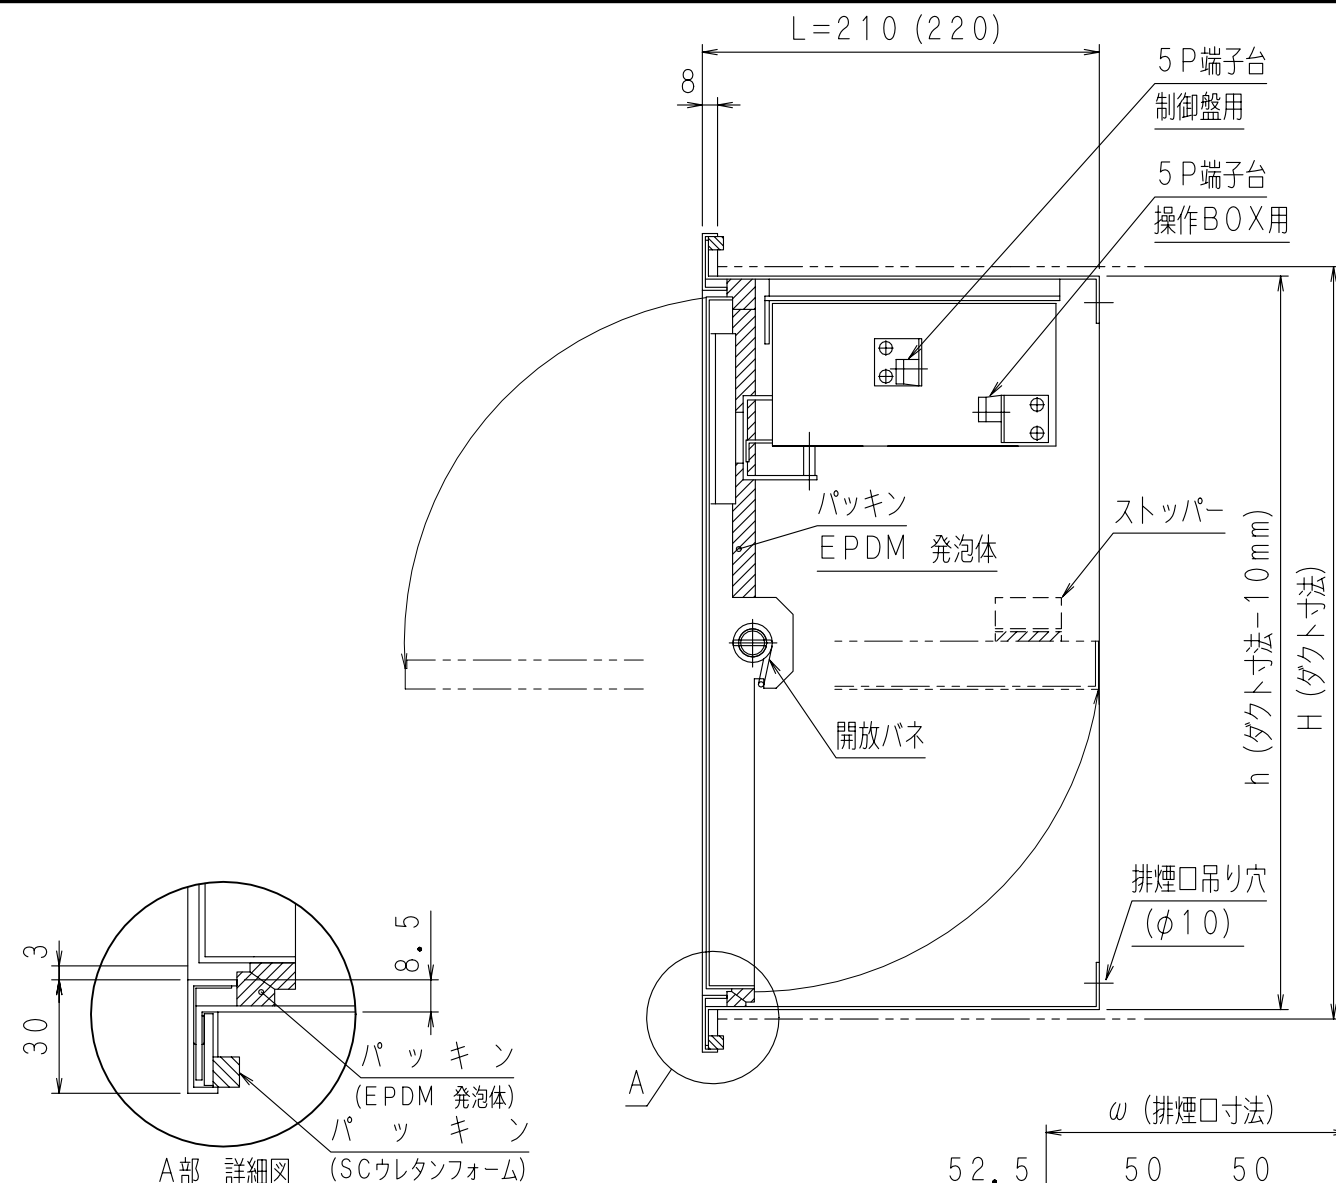 L=210 (220)
8
5P端子台
制御盤用
5P端子台
操作BOX用
パッキン
EPDM 発泡体
ストッパー
h (ダクト寸法-10mm)
H (ダクト寸法)
開放バネ
排煙口吊り穴
(φ10)
3
30
8.5
パッキン
(EPDM 発泡体)
パッキン
(SCウレタンフォーム)
A部 詳細図
A
ω (排煙口寸法)
52.5 50 50